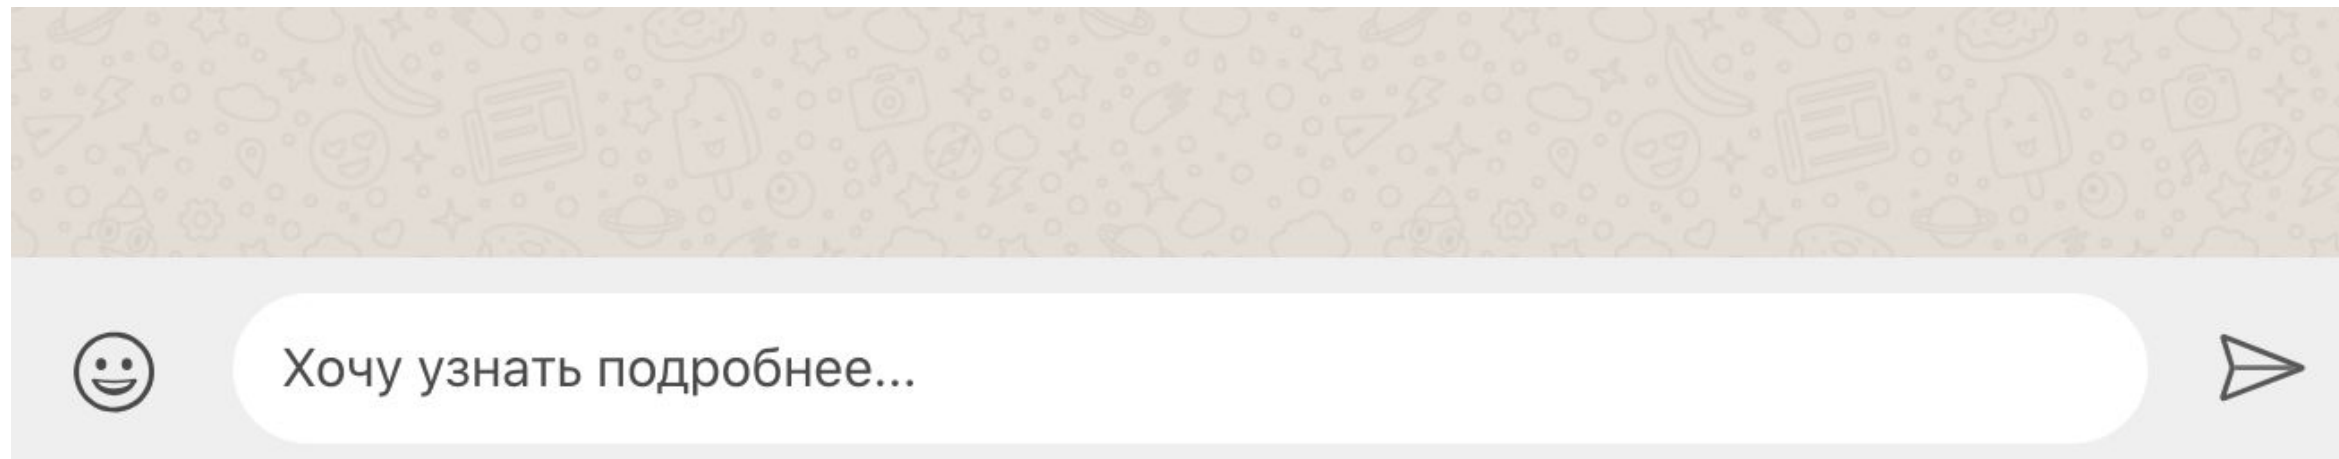 Хочу узнать подробнее...